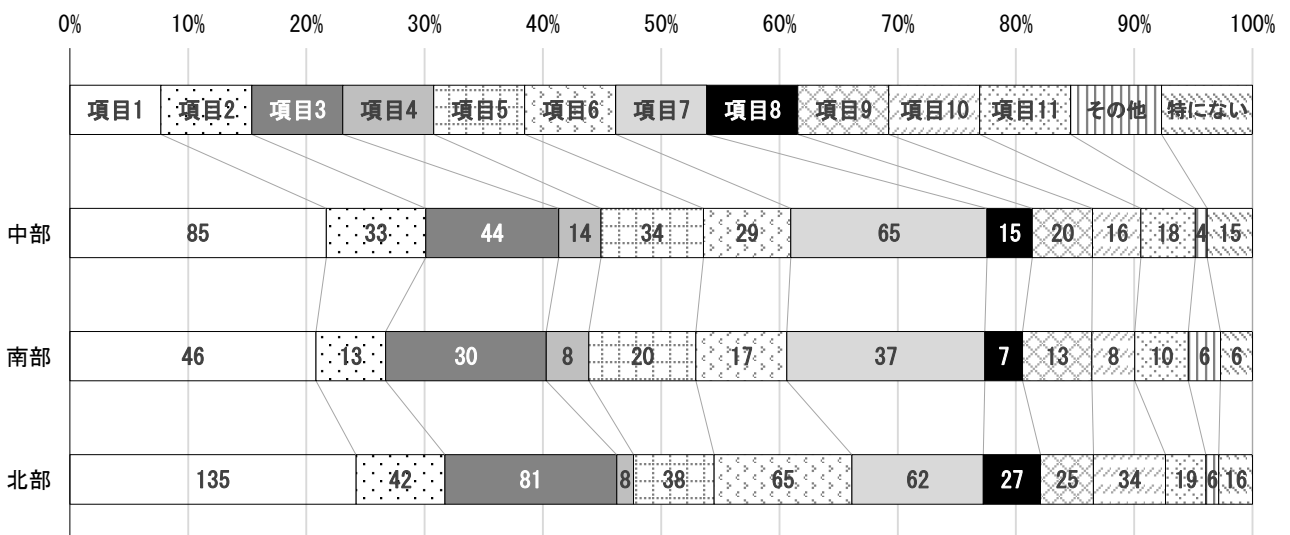 0% 10% 20% 30% 40% 50% 60% 70% 80% 90% 100%
項目1 項目2 項目3 項目4 項目5 項目6 項目7 項目8 項目9 項目10 項目11 その他 特にない
中部 85 33 44 14 34 29 65 15 20 16 18 4 15
南部 46 13 30 8 20 17 37 7 13 8 10 6 6
北部 135 42 81 8 38 65 62 27 25 34 19 6 16